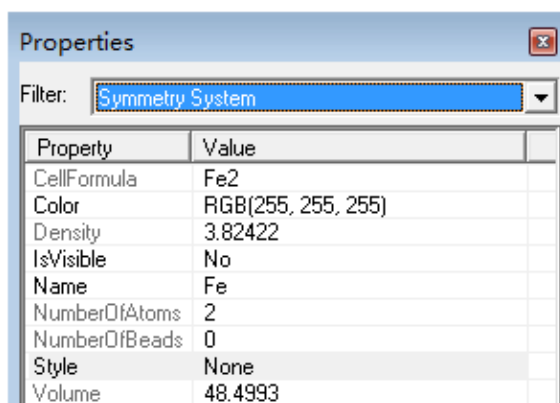 Properties
Filter: Symmetry System
Property Value
CellFormula Fe2
Color RGB(255, 255, 255)
Density 3.82422
IsVisible No
Name Fe
NumberOfAtoms 2
NumberOfBeads 0
Style None
Volume 48.4993